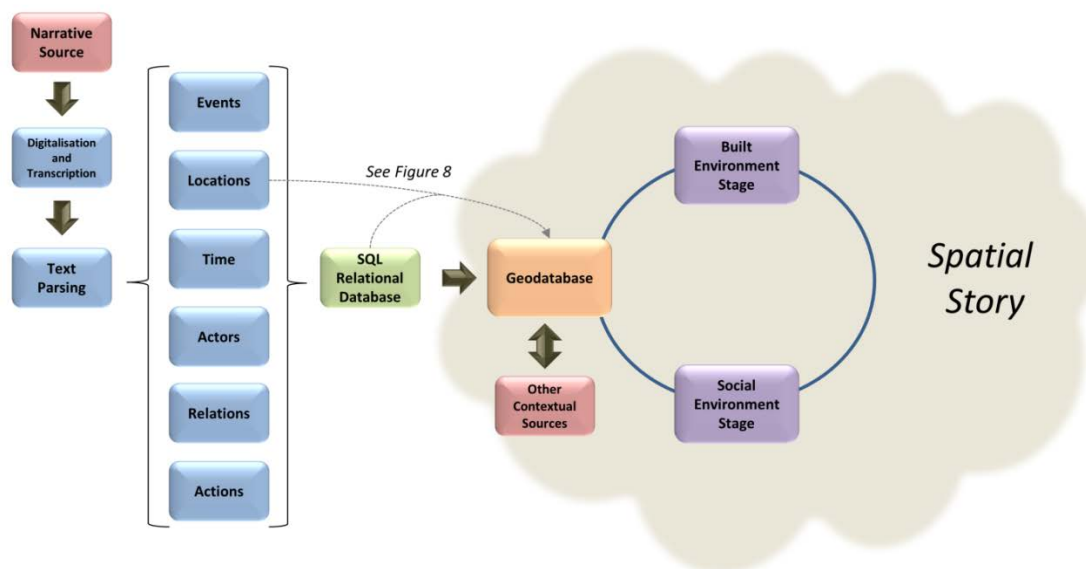 Narrative
Source
Digitalisation
and
Transcription
Text
Parsing
Events
Locations
Time
Actors
Relations
Actions
See Figure 8
SQL
Relational
Database
Geodatabase
Other
Contextual
Sources
Built
Environment
Stage
Social
Environment
Stage
Spatial
Story